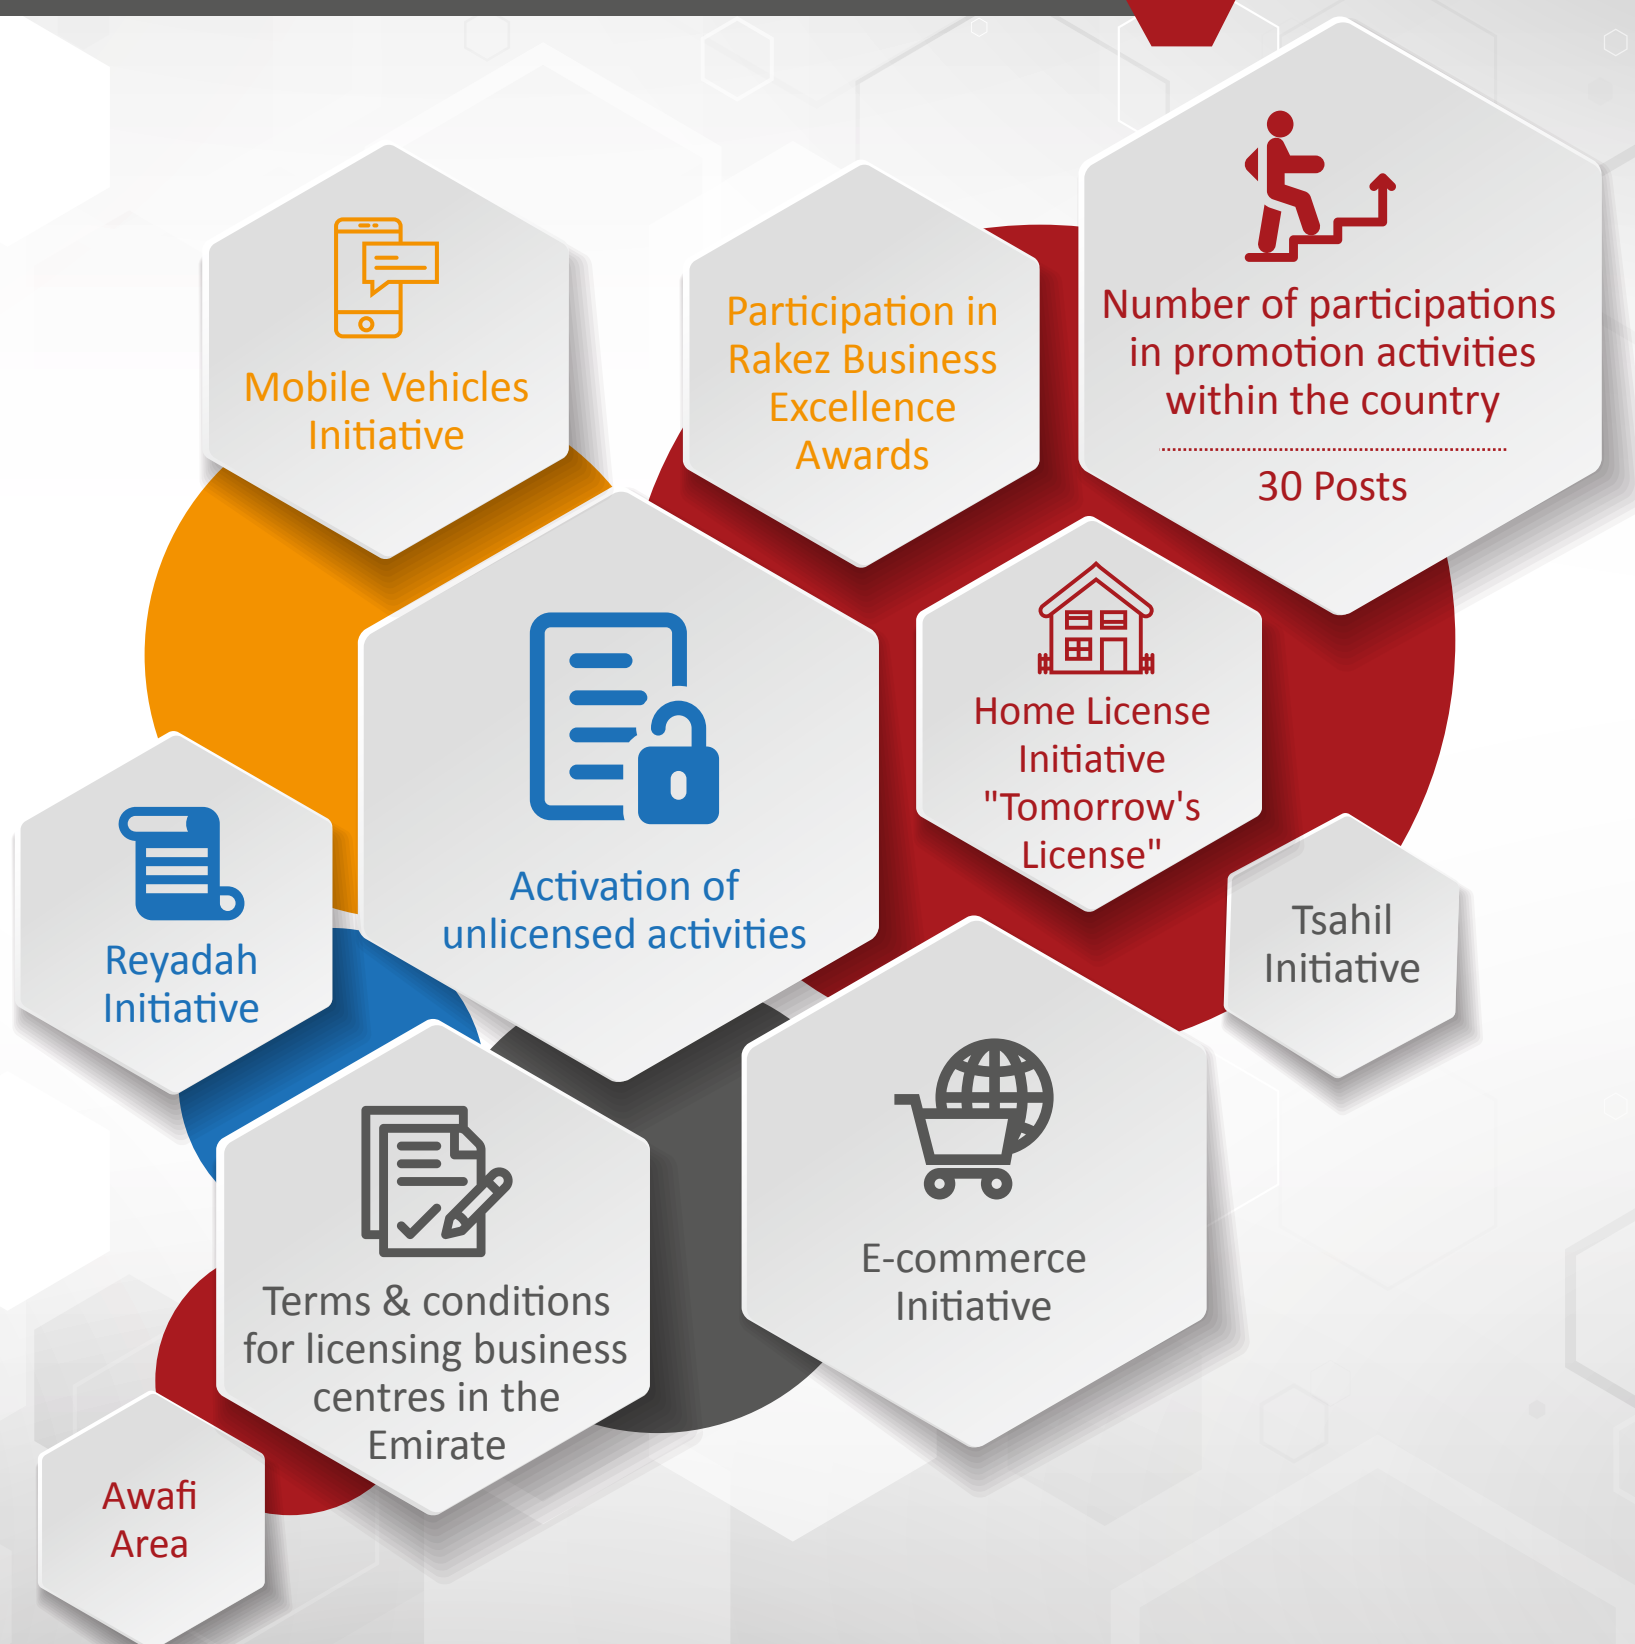 Mobile Vehicles
Initiative
Participation in
Rakez Business
Excellence
Awards
Number of participations
in promotion activities
within the country
30 Posts
Activation of
unlicensed activities
Home License
Initiative
"Tomorrow's
License"
Reyadah
Initiative
Tsahil
Initiative
Terms & conditions
for licensing business
centres in the
Emirate
E-commerce
Initiative
Awafi
Area